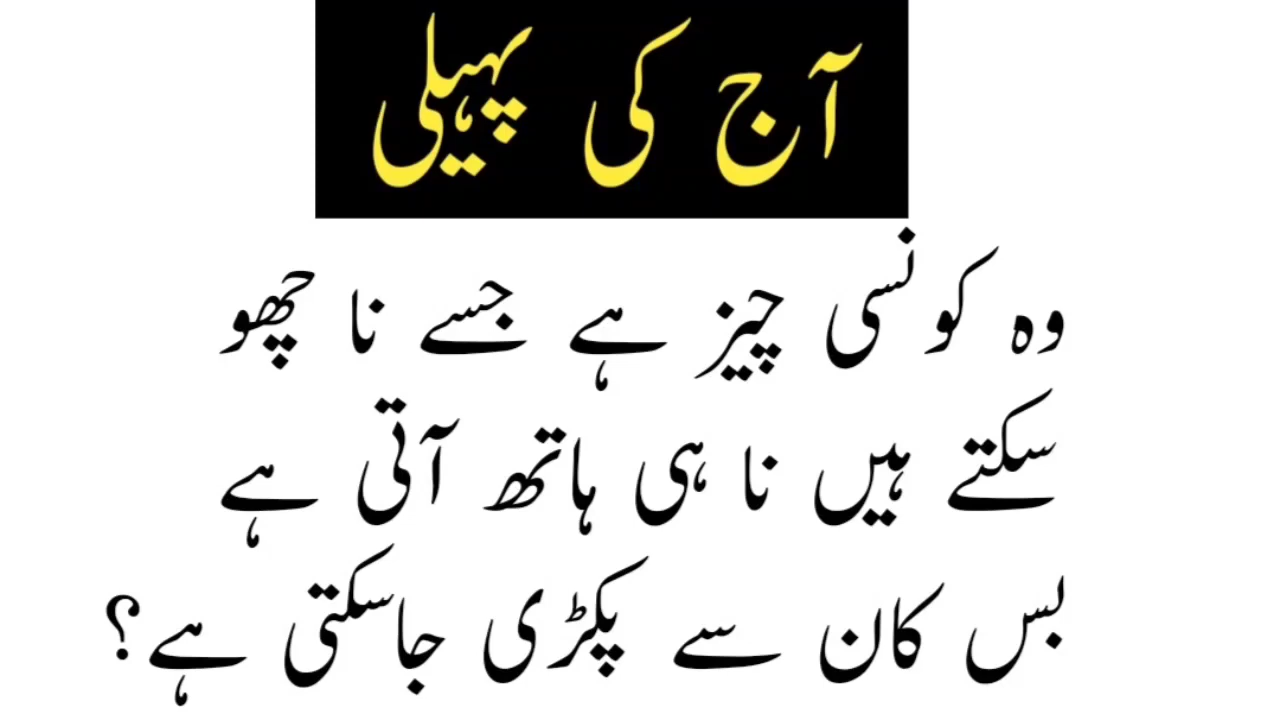 آج کی پہیلی
وہ کونسی چیز ہے جسے نا چھو
سکتے ہیں نا ہی ہاتھ آتی ہے
بس کان سے پکڑی جاسکتی ہے؟